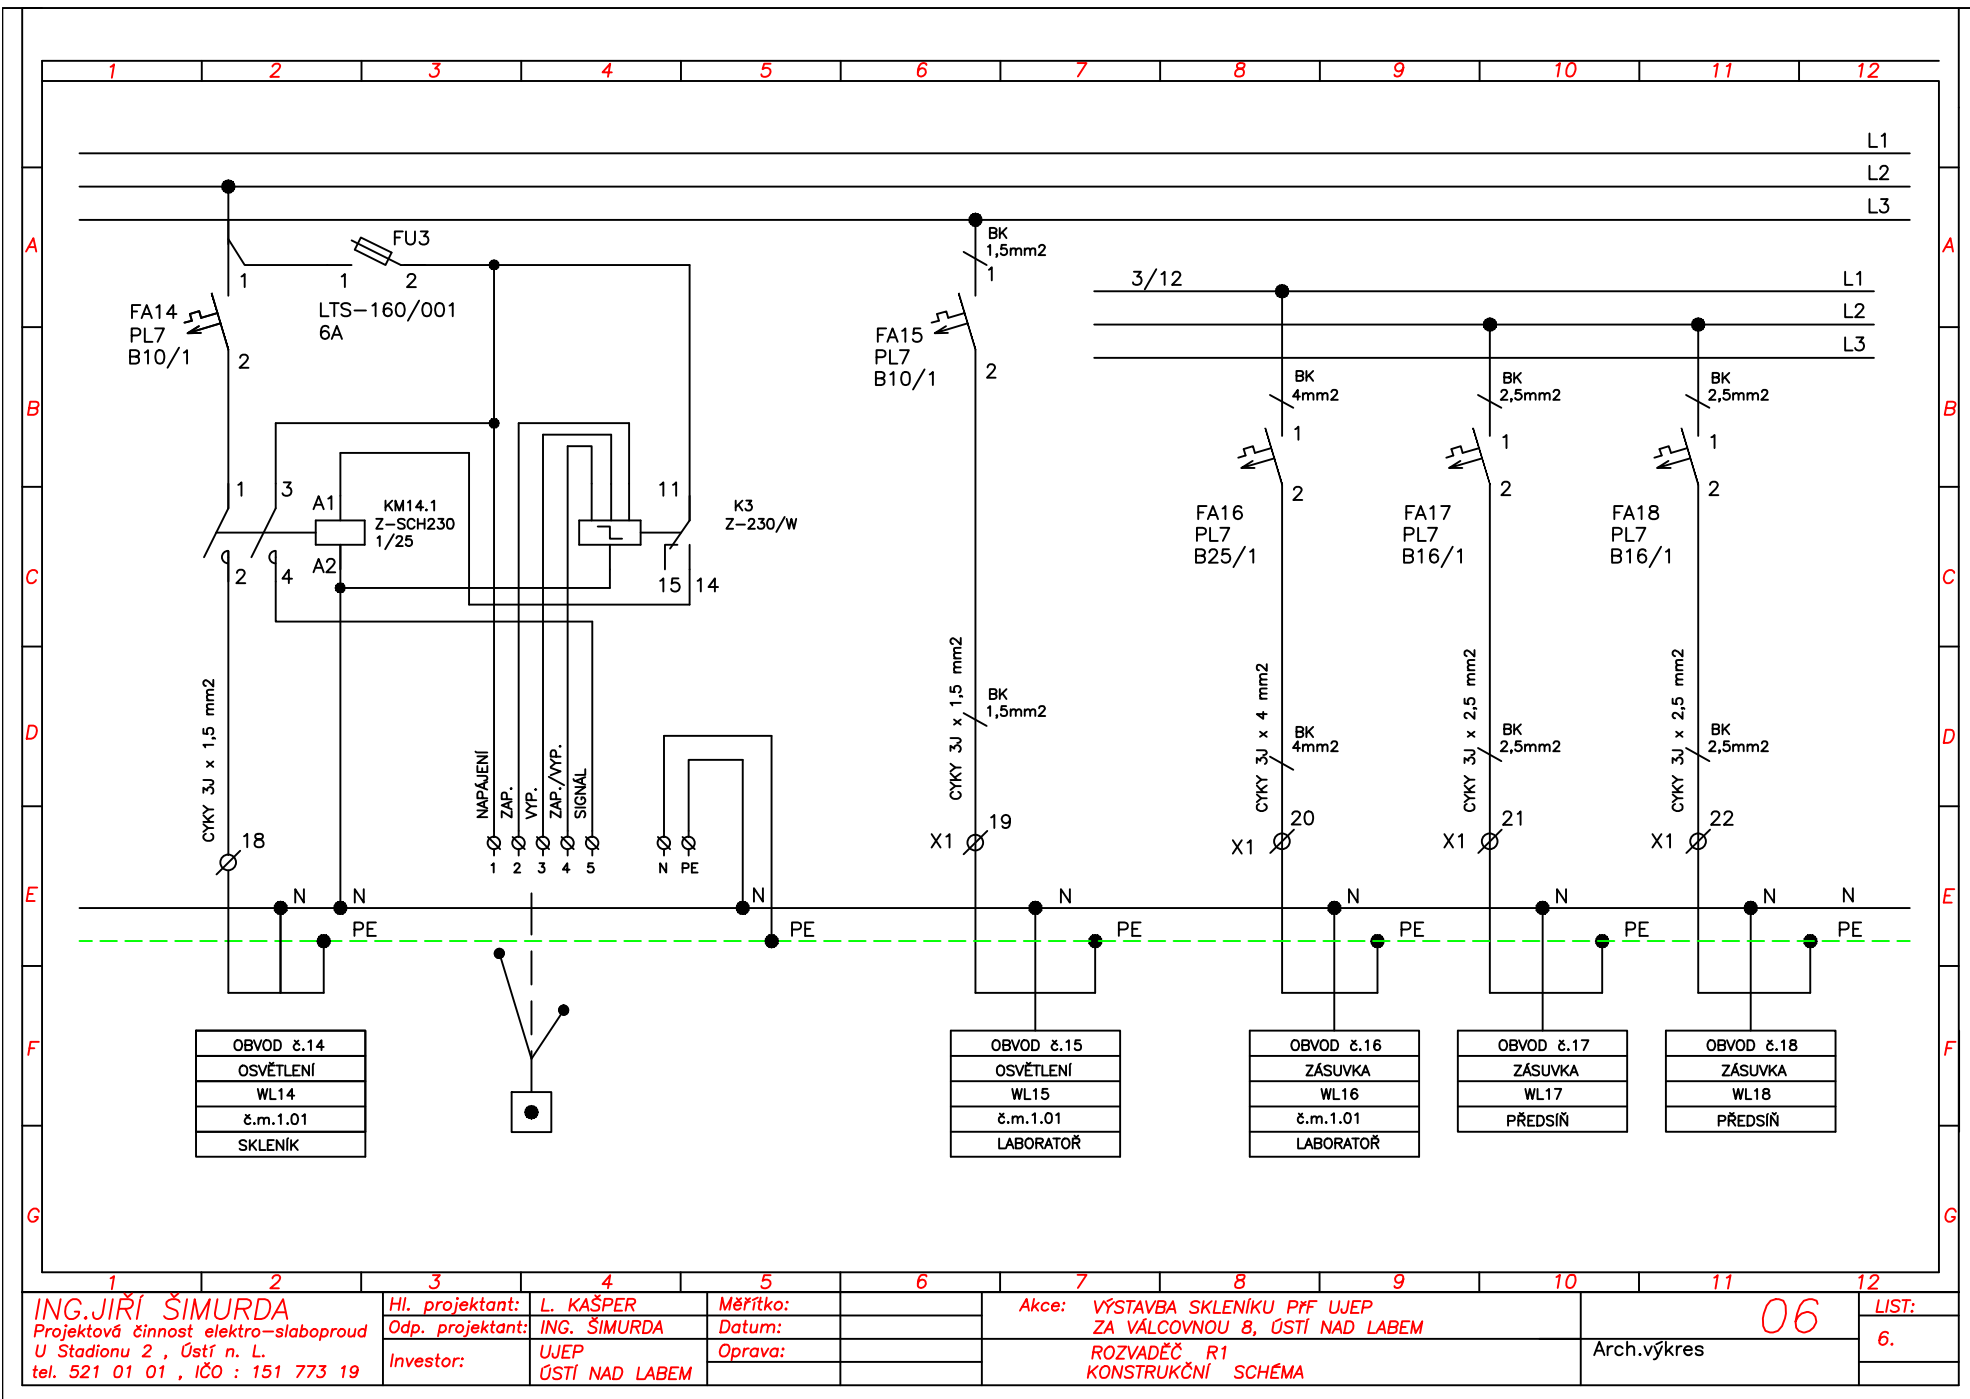 1 2 3 4 5 6 7 8 9 10 11 12
L1
L2
L3
A
A
FU3
1
1 2
LTS-160/001
6A
FA14
PL7
B10/1
2
BK
1,5mm2
1
FA15
PL7
B10/1
2
3/12
L1
L2
L3
B
B
BK
4mm2
BK
2,5mm2
BK
2,5mm2
1
2
1
2
1
2
FA16
PL7
B25/1
FA17
PL7
B16/1
FA18
PL7
B16/1
1
3
A1
KM14.1
Z-SCH230
1/25
A2
2
4
11
K3
Z-230/W
15 14
C
C
CYKY 3J x 1,5 mm2
CYKY 3J x 1,5 mm2
CYKY 3J x 4 mm2
CYKY 3J x 2,5 mm2
CYKY 3J x 2,5 mm2
BK
1,5mm2
BK
4mm2
BK
2,5mm2
BK
2,5mm2
D
D
NAPÁJENÍ
ZAP.
VYP.
ZAP./VYP.
SIGNÁL
18
1 2 3 4 5 N PE
X1 19
X1 20
X1 21
X1 22
E
E
N N N N N N N N
PE PE PE PE PE PE
F
F
OBVOD č.14
OSVĚTLENÍ
WL14
č.m.1.01
SKLENÍK
OBVOD č.15
OSVĚTLENÍ
WL15
č.m.1.01
LABORATOŘ
OBVOD č.16
ZÁSUVKA
WL16
č.m.1.01
LABORATOŘ
OBVOD č.17
ZÁSUVKA
WL17
PŘEDSÍŇ
OBVOD č.18
ZÁSUVKA
WL18
PŘEDSÍŇ
G
G
1 2 3 4 5 6 7 8 9 10 11 12
ING.JIŘÍ ŠIMURDA
Projektová činnost elektro-slaboproud
U Stadionu 2 , Ústí n. L.
tel. 521 01 01 , IČO : 151 773 19
Hl. projektant: L. KAŠPER
Odp. projektant: ING. ŠIMURDA
Investor: UJEP
ÚSTÍ NAD LABEM
Měřítko:
Datum:
Oprava:
Akce: VÝSTAVBA SKLENÍKU PřF UJEP
ZA VÁLCOVNOU 8, ÚSTÍ NAD LABEM
ROZVADĚČ R1
KONSTRUKČNÍ SCHÉMA
06
Arch.výkres
LIST:
6.